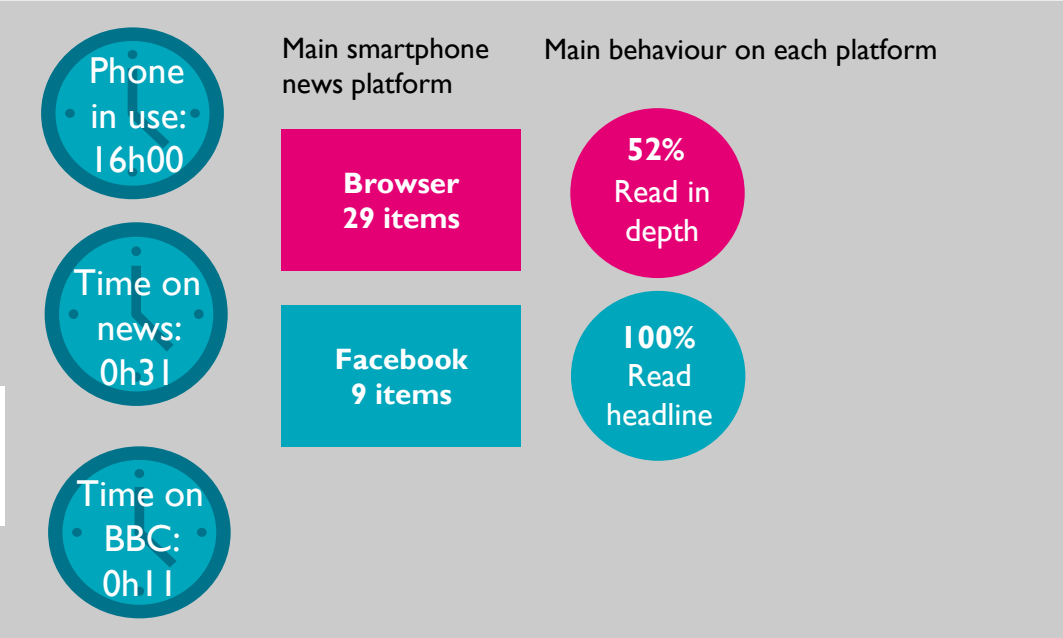 Phone
in use:
16h00
Time on
news:
0h31
Time on
BBC:
0h11
Main smartphone
news platform
Browser
29 items
Facebook
9 items
Main behaviour on each platform
52%
Read in
depth
100%
Read
headline